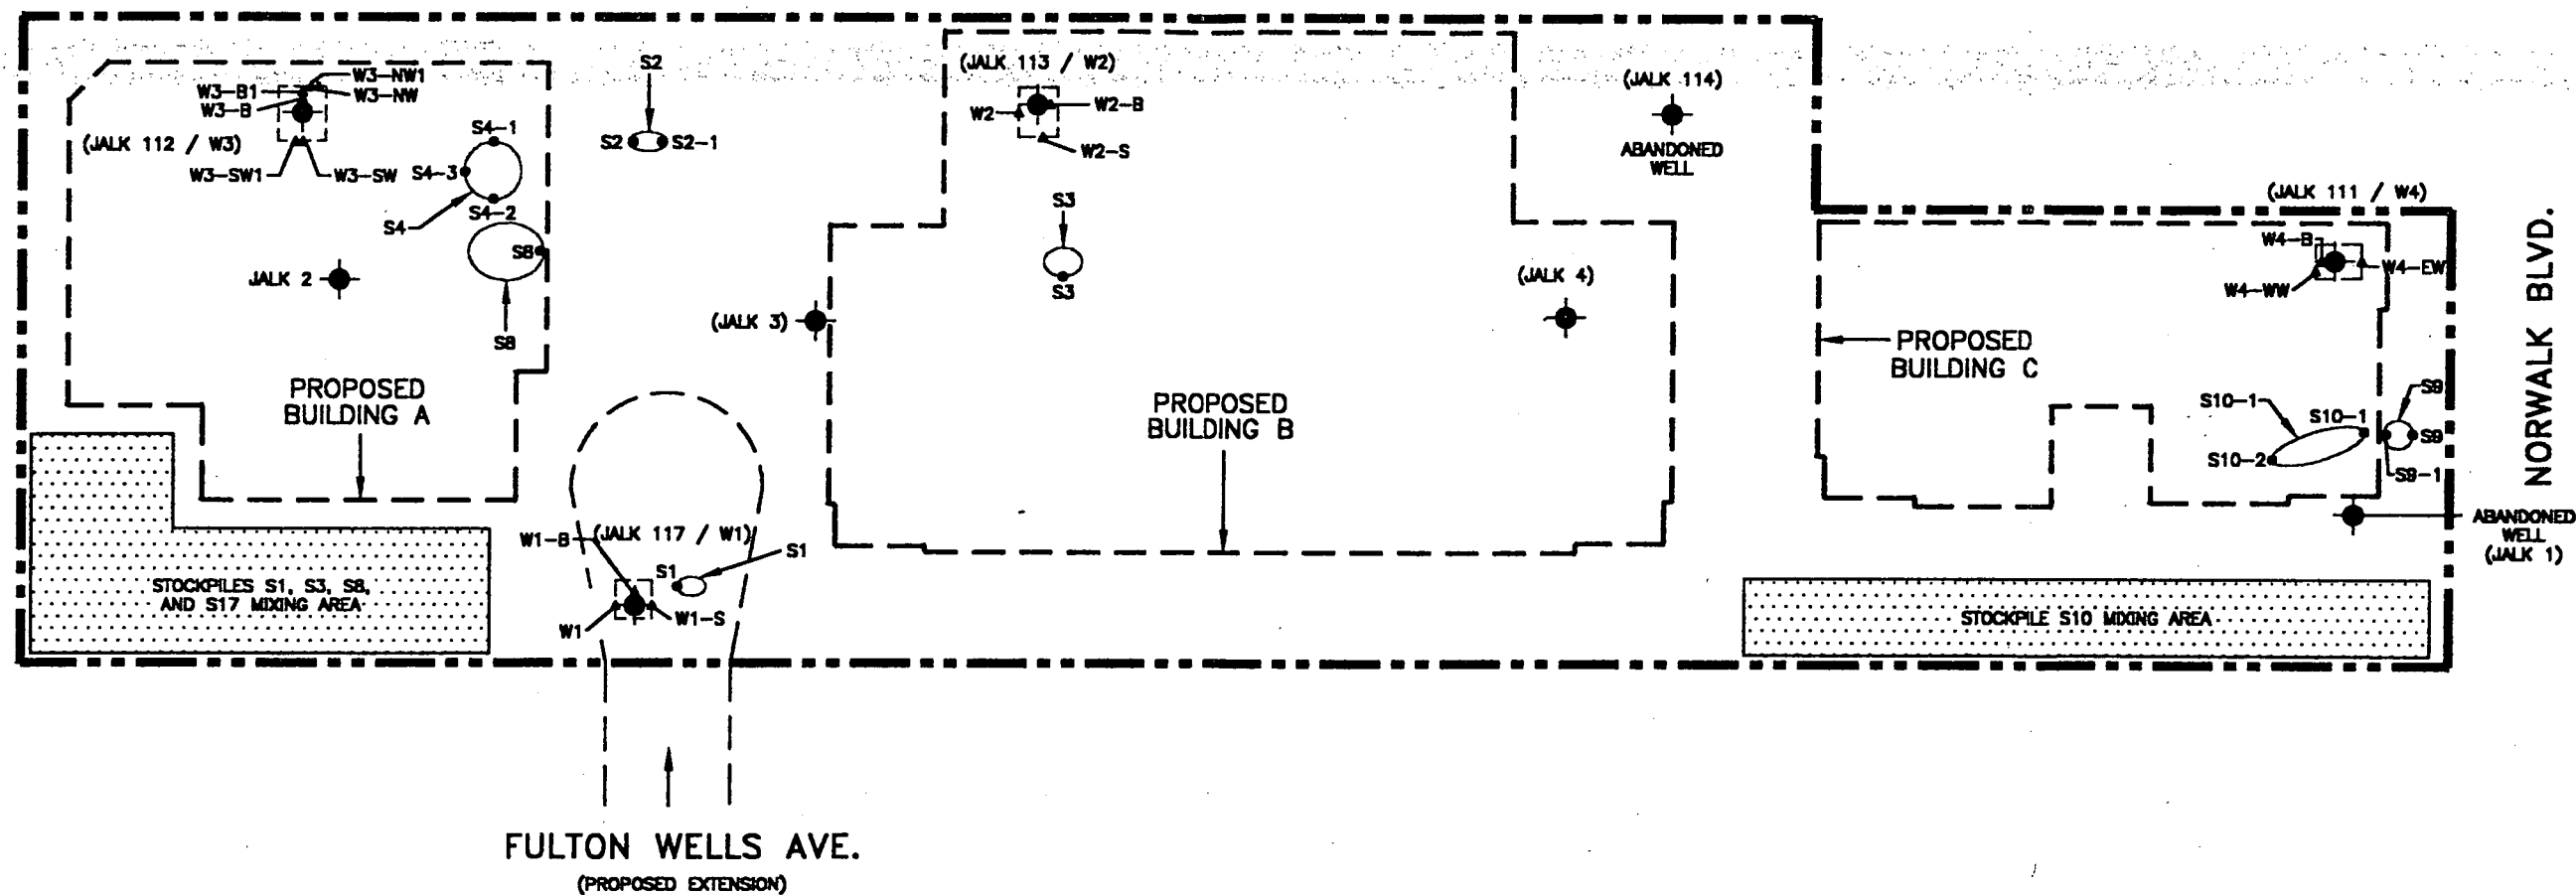 W3-NW1
W3-B1
W3-NW
W3-B
(JALK 112 / W3)
W3-SW1
W3-SW
S4-1
S4-3
S4-2
S4
S8
S8
JALK 2
PROPOSED
BUILDING A
STOCKPILES S1, S3, S8,
AND S17 MIXING AREA
S2
S2
S2-1
(JALK 3)
W1-B
(JALK 117 / W1)
S1
S1
W1
W1-S
FULTON WELLS AVE.
(PROPOSED EXTENSION)
(JALK 113 / W2)
W2
W2-B
W2-S
S3
S3
(JALK 4)
PROPOSED
BUILDING B
(JALK 114)
ABANDONED
WELL
(JALK 111 / W4)
W4-B
W4-EW
W4-WW
PROPOSED
BUILDING C
S10-1
S10-1
S10-2
S9
S9
S9-1
ABANDONED
WELL
(JALK 1)
STOCKPILE S10 MIXING AREA
NORWALK BLVD.